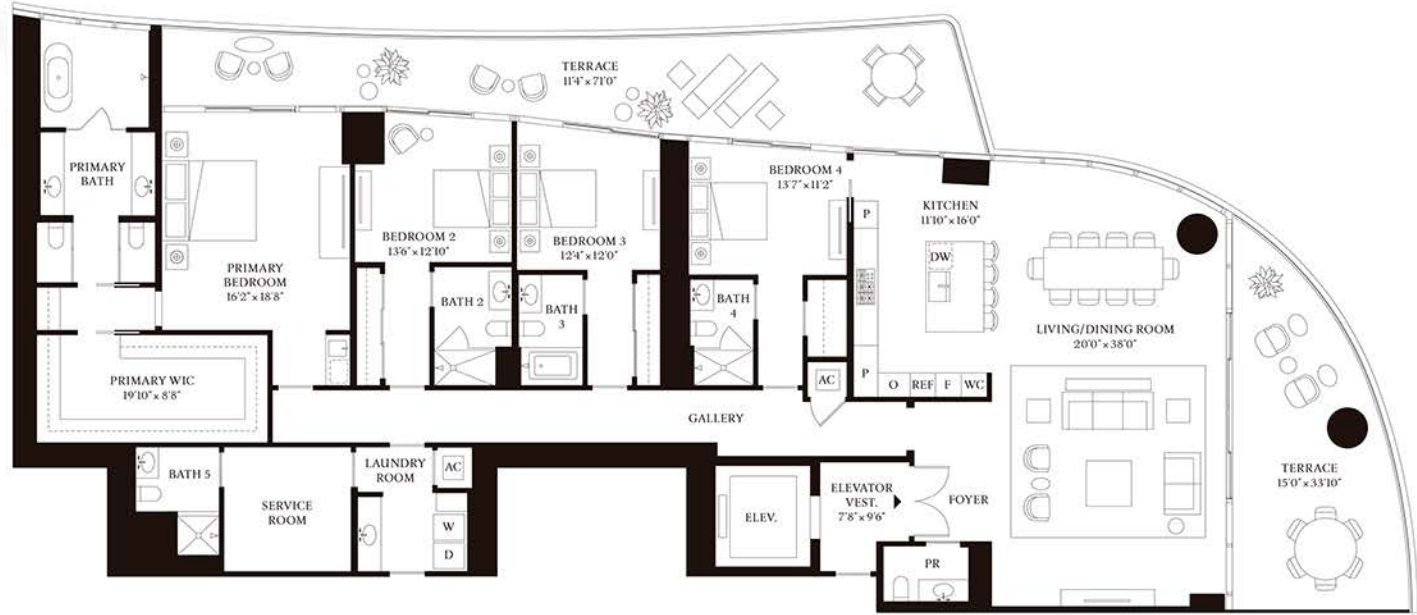 TERRACE
11'4" x 71'0"
PRIMARY
BATH
BEDROOM 4
13'7" x 11'2"
KITCHEN
11'10" x 16'0"
P
BEDROOM 2
13'6" x 12'10"
BEDROOM 3
12'4" x 12'0"
DW
PRIMARY
BEDROOM
16'2" x 18'8"
BATH 2
BATH
3
BATH
4
LIVING/DINING ROOM
20'0" x 38'0"
PRIMARY WIC
19'10" x 8'8"
AC
P
O
REF
F
WC
GALLERY
BATH 5
LAUNDRY
ROOM
AC
TERRACE
15'0" x 33'10"
SERVICE
ROOM
W
D
ELEV.
ELEVATOR
VEST.
7'8" x 9'6"
FOYER
PR